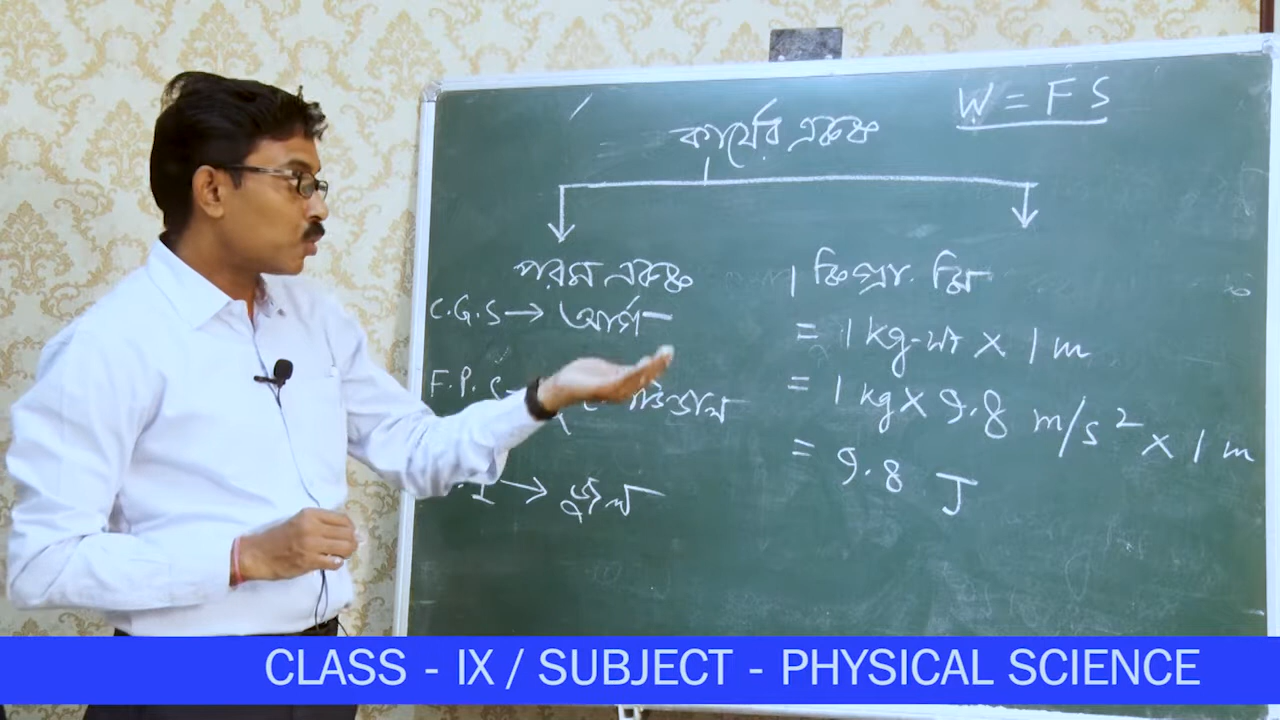 W = F S
কার্যের একক
পরম একক
C.G.S → আর্গ
F.P.S
S.I → জুল
1 কিগ্রা. মি
= 1 kg-ভার × 1 m
= 1 kg × 9.8 m/s² × 1 m
= 9.8 J
CLASS - IX / SUBJECT - PHYSICAL SCIENCE